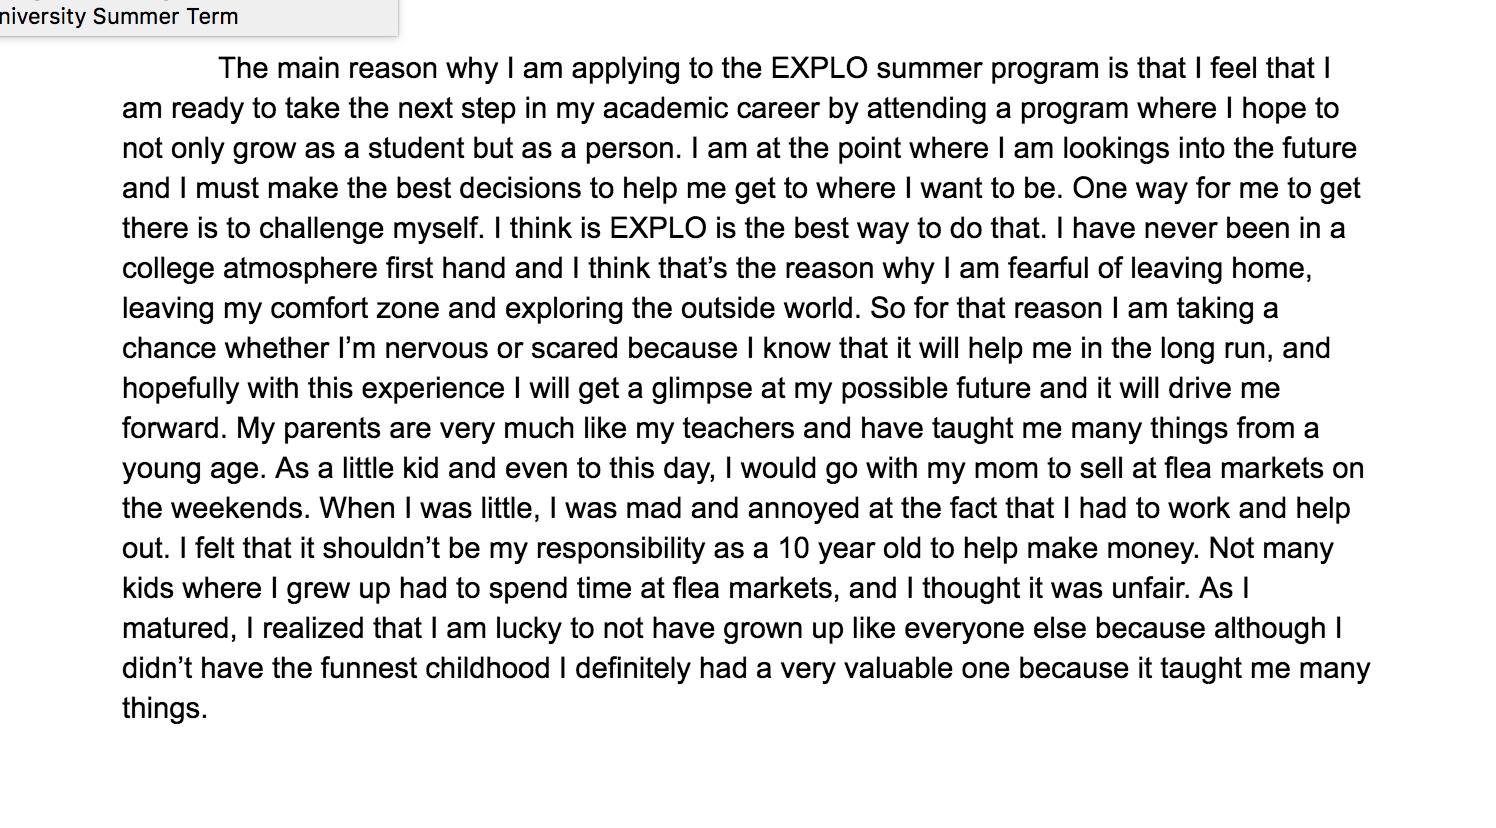 niversity Summer Term
The main reason why I am applying to the EXPLO summer program is that I feel that I
am ready to take the next step in my academic career by attending a program where I hope to
not only grow as a student but as a person. I am at the point where I am lookings into the future
and I must make the best decisions to help me get to where I want to be. One way for me to get
there is to challenge myself. I think is EXPLO is the best way to do that. I have never been in a
college atmosphere first hand and I think that’s the reason why I am fearful of leaving home,
leaving my comfort zone and exploring the outside world. So for that reason I am taking a
chance whether I’m nervous or scared because I know that it will help me in the long run, and
hopefully with this experience I will get a glimpse at my possible future and it will drive me
forward. My parents are very much like my teachers and have taught me many things from a
young age. As a little kid and even to this day, I would go with my mom to sell at flea markets on
the weekends. When I was little, I was mad and annoyed at the fact that I had to work and help
out. I felt that it shouldn’t be my responsibility as a 10 year old to help make money. Not many
kids where I grew up had to spend time at flea markets, and I thought it was unfair. As I
matured, I realized that I am lucky to not have grown up like everyone else because although I
didn’t have the funnest childhood I definitely had a very valuable one because it taught me many
things.